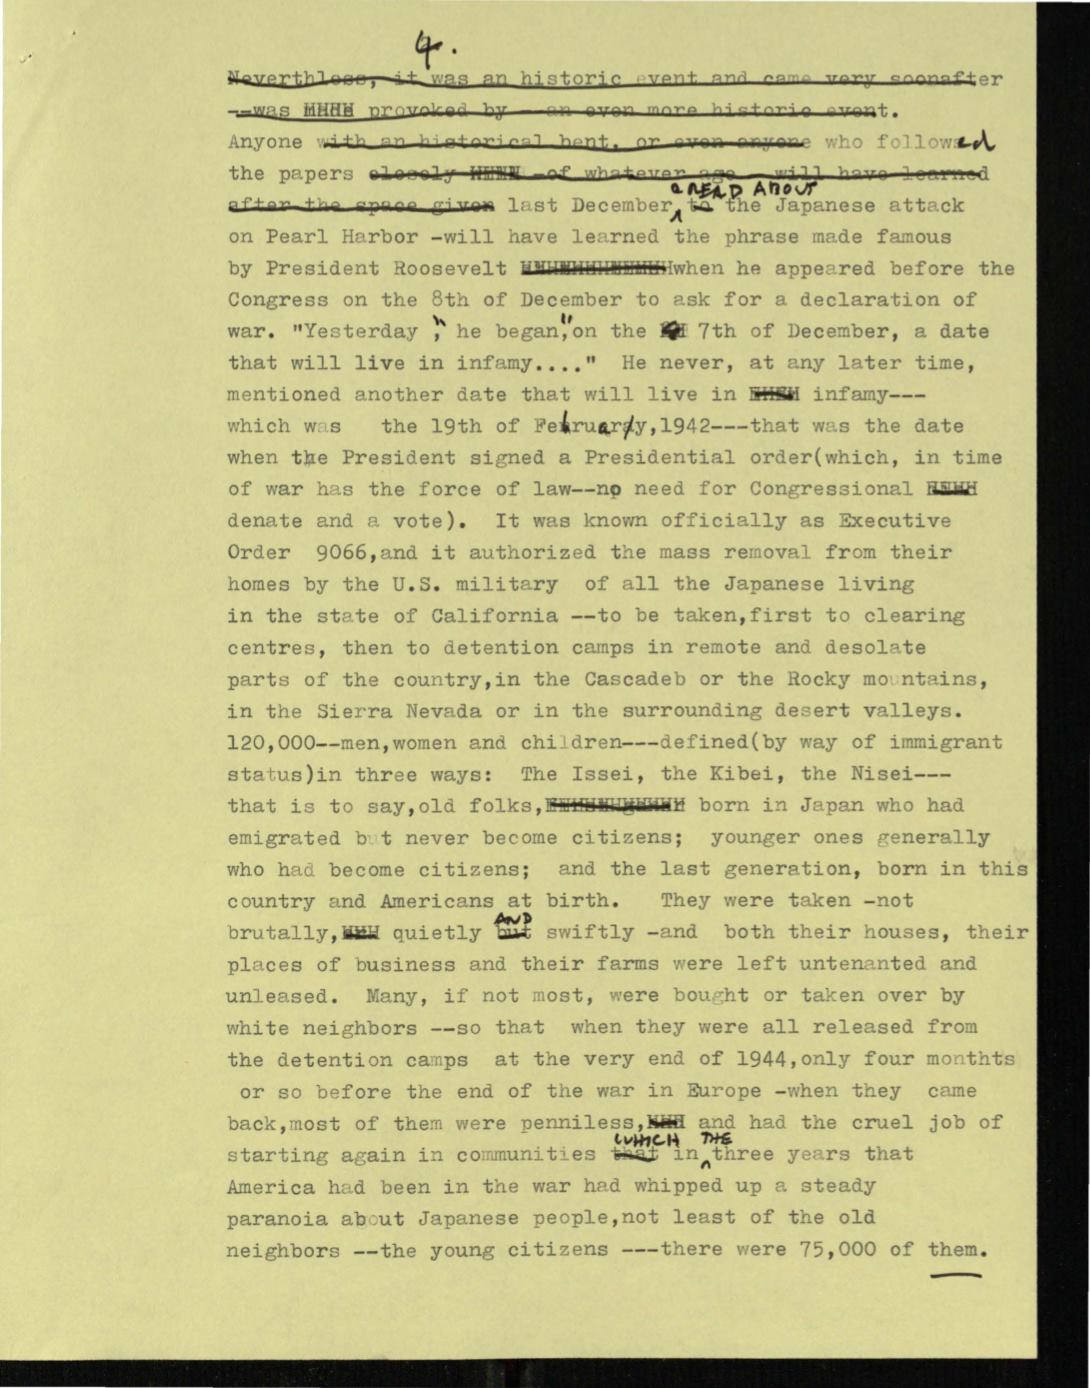 4.
Neverthless, it was an historic event and came very soonafter
--was HHHH provoked by --an even more historic event.
Anyone with an historical bent, or even anyone who followed
the papers closely HHHH -of whatever age --will have learned
& READ ABOUT
after the space given last December, to the Japanese attack
on Pearl Harbor -will have learned the phrase made famous
by President Roosevelt when he appeared before the
Congress on the 8th of December to ask for a declaration of
war. "Yesterday", he began,"on the 7th of December, a date
that will live in infamy...." He never, at any later time,
mentioned another date that will live in infamy---
which was the 19th of February,1942---that was the date
when the President signed a Presidential order(which, in time
of war has the force of law--no need for Congressional HHHH
denate and a vote). It was known officially as Executive
Order 9066,and it authorized the mass removal from their
homes by the U.S. military of all the Japanese living
in the state of California --to be taken,first to clearing
centres, then to detention camps in remote and desolate
parts of the country,in the Cascadeb or the Rocky mountains,
in the Sierra Nevada or in the surrounding desert valleys.
120,000--men,women and children---defined(by way of immigrant
status)in three ways: The Issei, the Kibei, the Nisei---
that is to say,old folks, born in Japan who had
emigrated but never become citizens; younger ones generally
who had become citizens; and the last generation, born in this
country and Americans at birth. They were taken -not
AND
brutally,HHH quietly but swiftly -and both their houses, their
places of business and their farms were left untenanted and
unleased. Many, if not most, were bought or taken over by
white neighbors --so that when they were all released from
the detention camps at the very end of 1944,only four monthts
or so before the end of the war in Europe -when they came
back,most of them were penniless,HHH and had the cruel job of
WHICH THE
starting again in communities that in three years that
America had been in the war had whipped up a steady
paranoia about Japanese people,not least of the old
neighbors --the young citizens ---there were 75,000 of them.